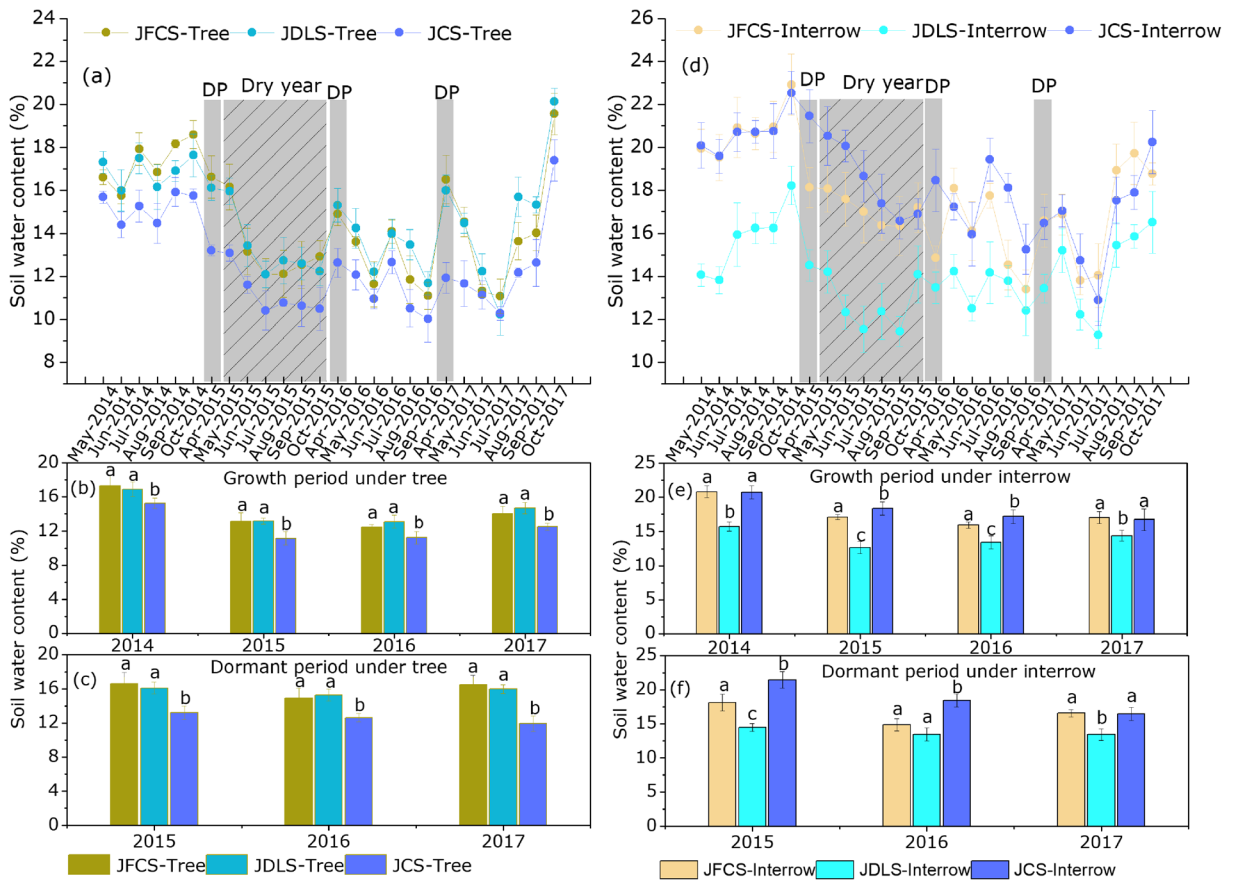 JFCS-Tree
JDLS-Tree
JCS-Tree
(a)
DP
Dry year
DP
DP
Soil water content (%)
24
22
20
18
16
14
12
10
8
May-2014
Jun-2014
Jul-2014
Aug-2014
Sep-2014
Oct-2014
Apr-2015
May-2015
Jun-2015
Jul-2015
Aug-2015
Sep-2015
Oct-2015
Apr-2016
May-2016
Jun-2016
Jul-2016
Aug-2016
Sep-2016
Apr-2017
May-2017
Jun-2017
Jul-2017
Aug-2017
Sep-2017
Oct-2017
JFCS-Interrow
JDLS-Interrow
JCS-Interrow
(d)
DP
Dry year
DP
DP
Soil water content (%)
26
24
22
20
18
16
14
12
10
May-2014
Jun-2014
Jul-2014
Aug-2014
Sep-2014
Oct-2014
Apr-2015
May-2015
Jun-2015
Jul-2015
Aug-2015
Sep-2015
Oct-2015
Apr-2016
May-2016
Jun-2016
Jul-2016
Aug-2016
Sep-2016
Apr-2017
May-2017
Jun-2017
Jul-2017
Aug-2017
Sep-2017
Oct-2017
(b)
Growth period under tree
20
16
12
8
4
0
a a b
a a b
a a b
a a b
2014 2015 2016 2017
Soil water content (%)
(c)
Dormant period under tree
20
16
12
8
4
0
a a b
a a b
a a b
2015 2016 2017
JFCS-Tree
JDLS-Tree
JCS-Tree
(e)
Growth period under interrow
25
20
15
10
5
0
a b a
a c b
a c b
a b a
2014 2015 2016 2017
Soil water content (%)
(f)
Dormant period under interrow
25
20
15
10
5
0
a c b
a a b
a b a
2015 2016 2017
JFCS-Interrow
JDLS-Interrow
JCS-Interrow